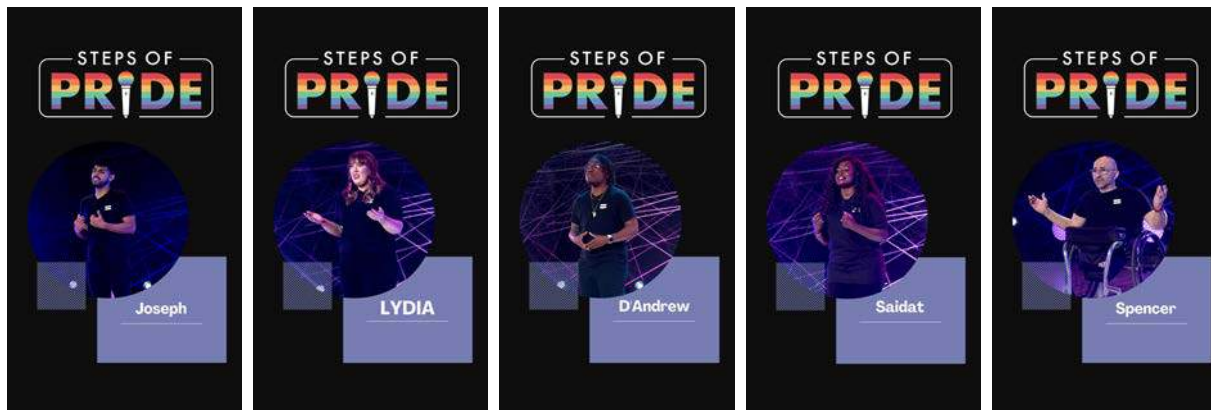 STEPS OF
PRIDE
Joseph
STEPS OF
PRIDE
LYDIA
STEPS OF
PRIDE
D'Andrew
STEPS OF
PRIDE
Saidat
STEPS OF
PRIDE
Spencer